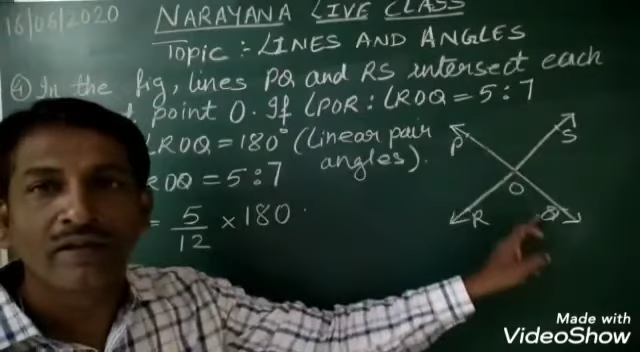 16/06/2020 NARAYANA LIVE CLASS
Topic :- LINES AND ANGLES
④ In the fig, lines PQ and RS intersect each
point O. If ∠POR : ∠ROQ = 5 : 7
∠ROQ = 180° (Linear pair
angles).
ROQ = 5 : 7
= 5/12 × 180
P
S
O
R
Q
Made with
VideoShow